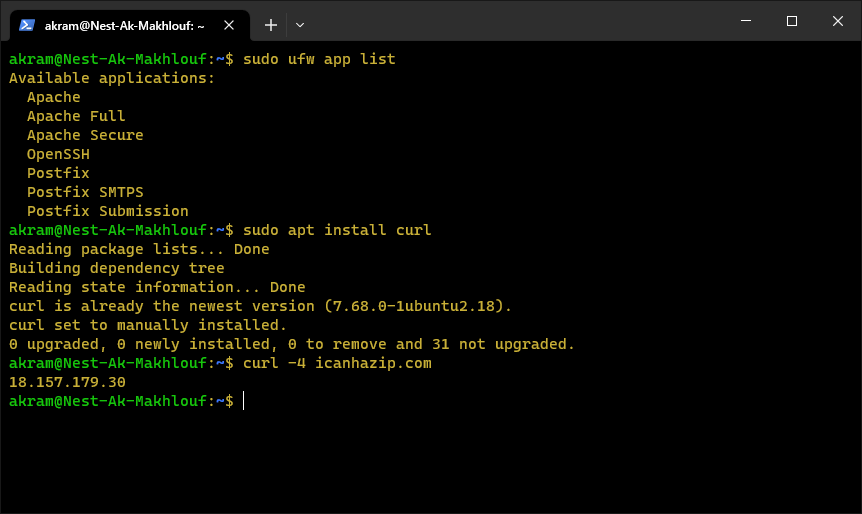 akram@Nest-Ak-Makhlouf: ~
akram@Nest-Ak-Makhlouf:~$ sudo ufw app list
Available applications:
  Apache
  Apache Full
  Apache Secure
  OpenSSH
  Postfix
  Postfix SMTPS
  Postfix Submission
akram@Nest-Ak-Makhlouf:~$ sudo apt install curl
Reading package lists... Done
Building dependency tree
Reading state information... Done
curl is already the newest version (7.68.0-1ubuntu2.18).
curl set to manually installed.
0 upgraded, 0 newly installed, 0 to remove and 31 not upgraded.
akram@Nest-Ak-Makhlouf:~$ curl -4 icanhazip.com
18.157.179.30
akram@Nest-Ak-Makhlouf:~$